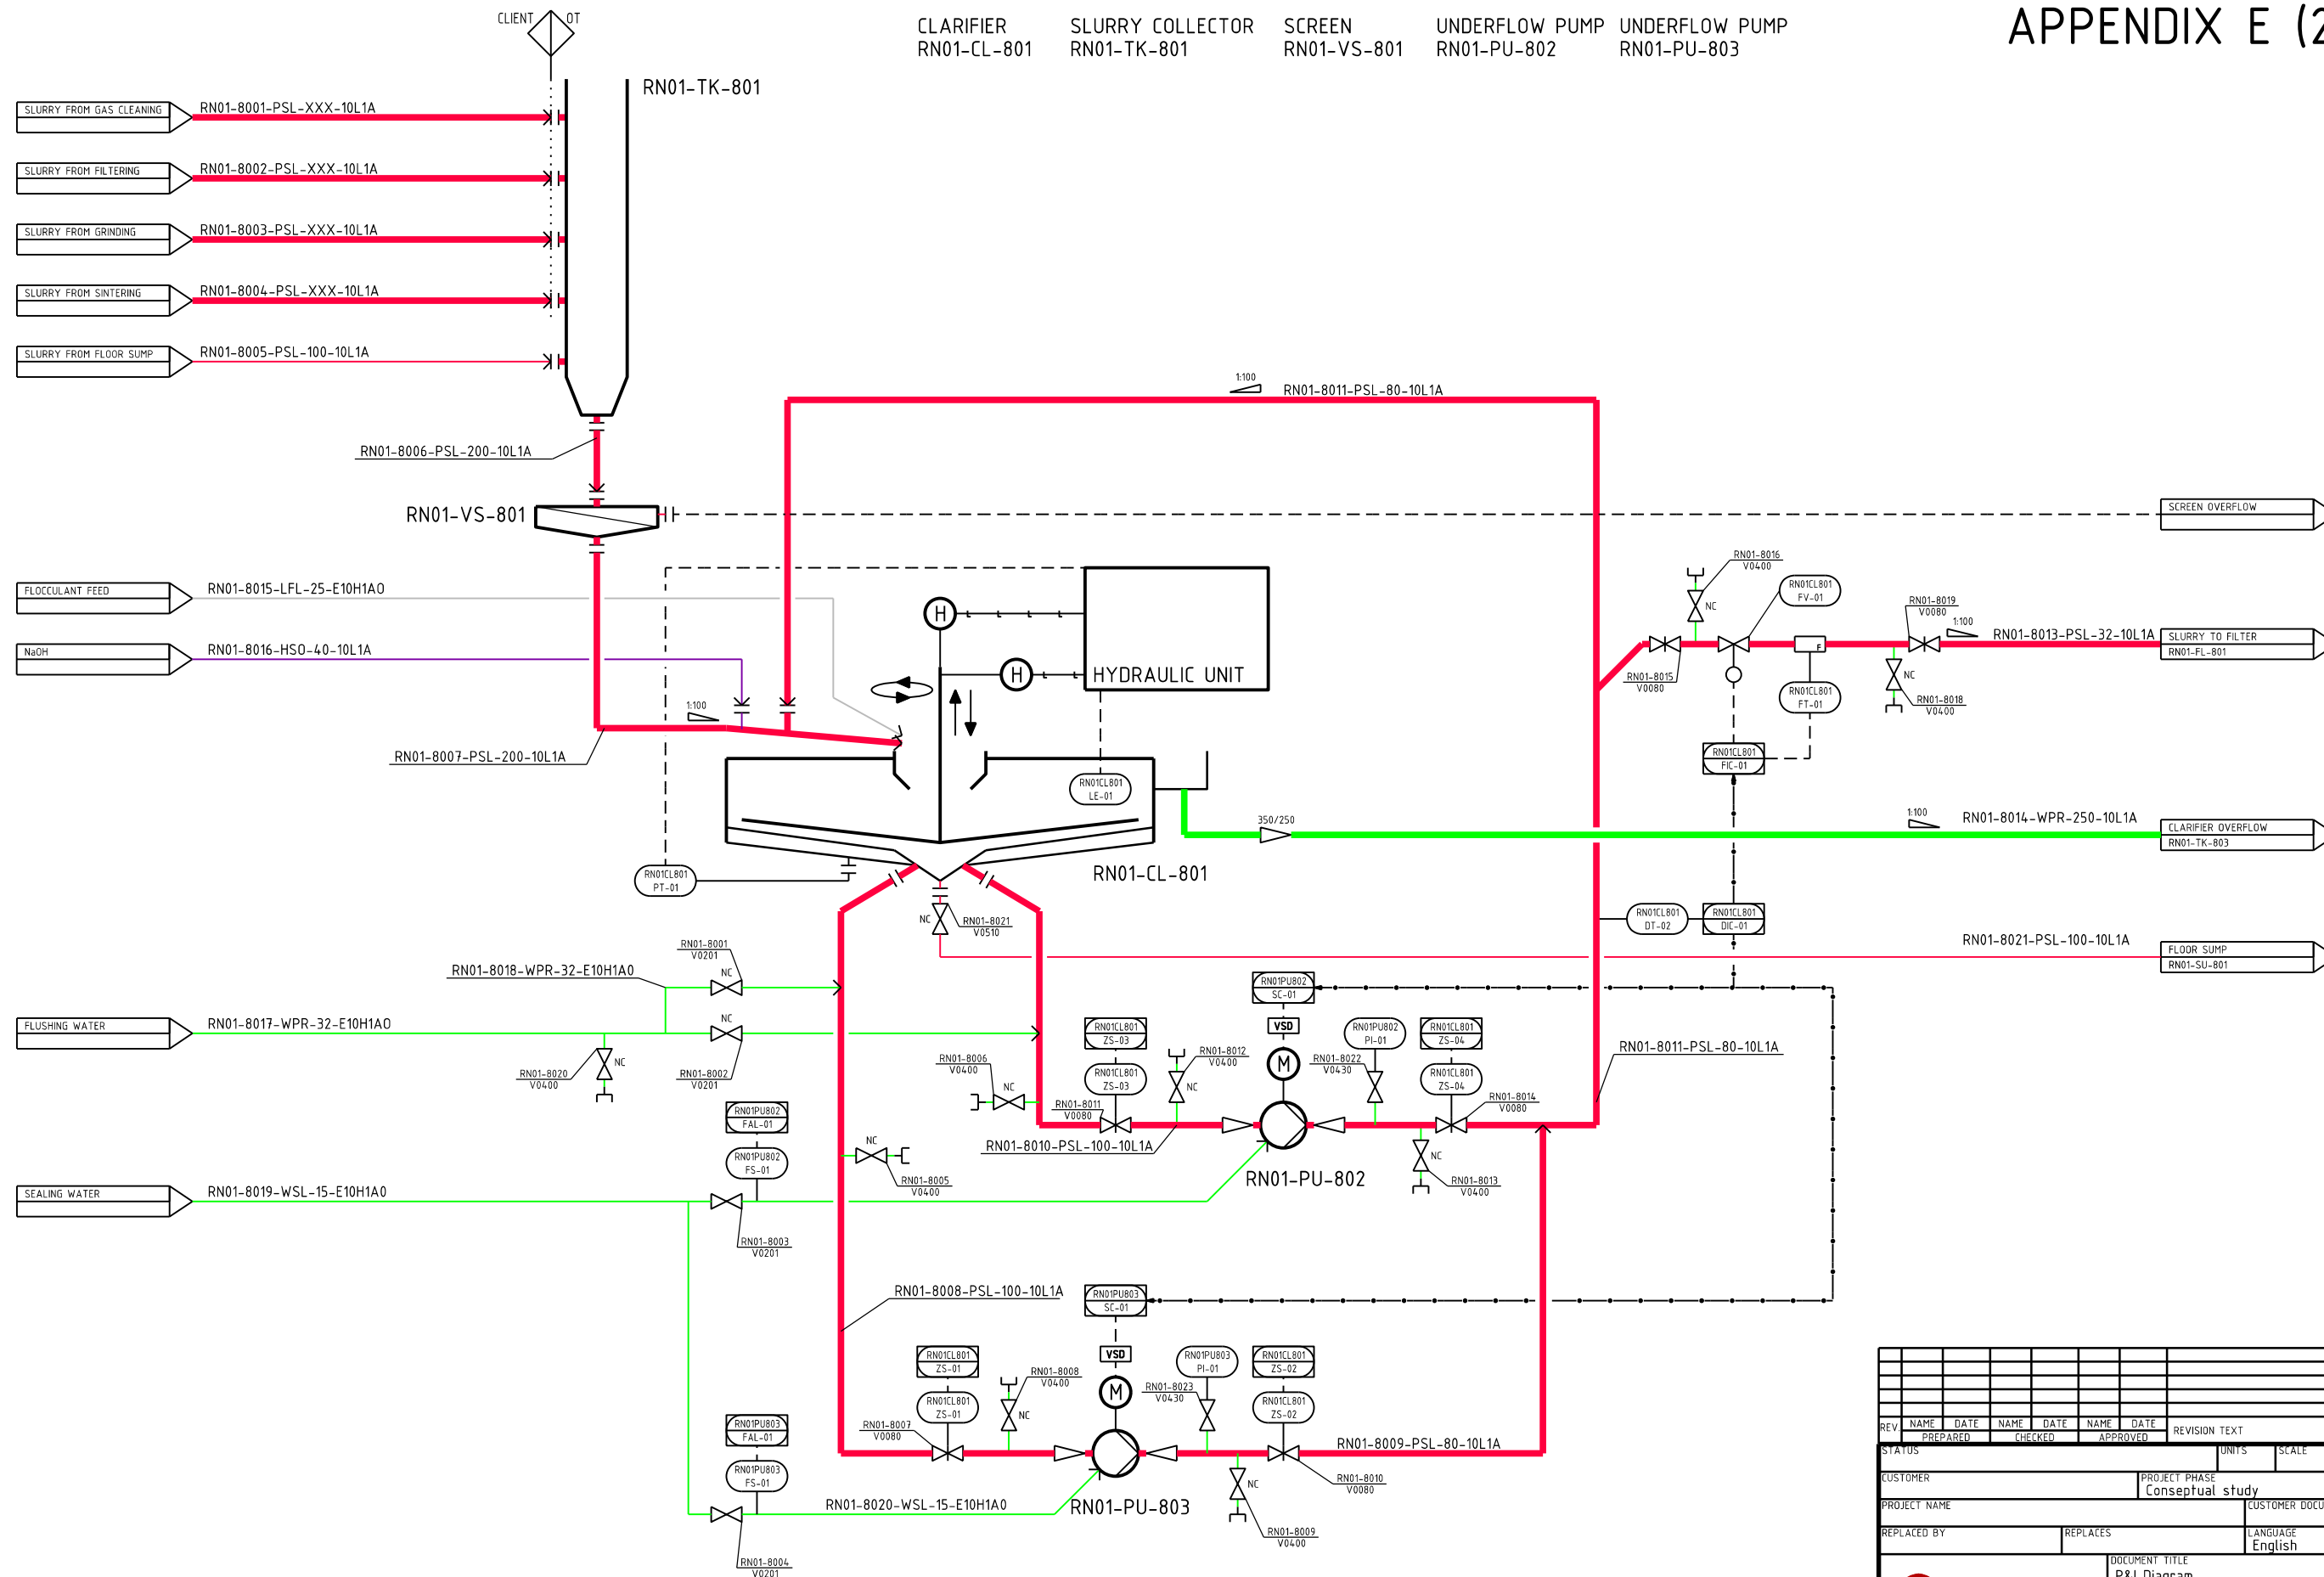 APPENDIX E (2
CLIENT
OT
CLARIFIER
RN01-CL-801
SLURRY COLLECTOR
RN01-TK-801
SCREEN
RN01-VS-801
UNDERFLOW PUMP
RN01-PU-802
UNDERFLOW PUMP
RN01-PU-803
RN01-TK-801
SLURRY FROM GAS CLEANING
RN01-8001-PSL-XXX-10L1A
SLURRY FROM FILTERING
RN01-8002-PSL-XXX-10L1A
SLURRY FROM GRINDING
RN01-8003-PSL-XXX-10L1A
SLURRY FROM SINTERING
RN01-8004-PSL-XXX-10L1A
SLURRY FROM FLOOR SUMP
RN01-8005-PSL-100-10L1A
1:100
RN01-8011-PSL-80-10L1A
RN01-8006-PSL-200-10L1A
RN01-VS-801
SCREEN OVERFLOW
FLOCCULANT FEED
RN01-8015-LFL-25-E10H1AO
NaOH
RN01-8016-HSO-40-10L1A
H
H
HYDRAULIC UNIT
RN01-8016
V0400
NC
RN01CL801
FV-01
RN01-8019
V0080
1:100
RN01-8013-PSL-32-10L1A
SLURRY TO FILTER
RN01-FL-801
F
RN01-8015
V0080
RN01CL801
FT-01
NC
RN01-8018
V0400
1:100
RN01-8007-PSL-200-10L1A
RN01CL801
FIC-01
RN01CL801
LE-01
350/250
1:100
RN01-8014-WPR-250-10L1A
CLARIFIER OVERFLOW
RN01-TK-803
RN01CL801
PT-01
RN01-CL-801
NC
RN01-8021
V0510
RN01CL801
DT-02
RN01CL801
DIC-01
RN01-8021-PSL-100-10L1A
FLOOR SUMP
RN01-SU-801
RN01-8001
V0201
RN01-8018-WPR-32-E10H1A0
NC
RN01PU802
SC-01
FLUSHING WATER
RN01-8017-WPR-32-E10H1AO
NC
RN01-8020
V0400
NC
RN01-8002
V0201
RN01-8006
V0400
NC
RN01CL801
ZS-03
RN01CL801
ZS-03
RN01-8012
V0400
NC
VSD
M
RN01PU802
PI-01
RN01-8022
V0430
RN01CL801
ZS-04
RN01CL801
ZS-04
RN01-8011-PSL-80-10L1A
RN01-8011
V0080
RN01-8014
V0080
RN01-8010-PSL-100-10L1A
RN01PU802
FAL-01
RN01PU802
FS-01
NC
RN01-8005
V0400
RN01-PU-802
NC
RN01-8013
V0400
SEALING WATER
RN01-8019-WSL-15-E10H1A0
RN01-8003
V0201
RN01-8008-PSL-100-10L1A
RN01PU803
SC-01
RN01CL801
ZS-01
RN01CL801
ZS-01
RN01-8008
V0400
NC
VSD
M
RN01PU803
PI-01
RN01-8023
V0430
RN01CL801
ZS-02
RN01CL801
ZS-02
RN01-8007
V0080
RN01-8009-PSL-80-10L1A
RN01PU803
FAL-01
RN01PU803
FS-01
NC
RN01-8010
V0080
RN01-8020-WSL-15-E10H1A0
RN01-PU-803
RN01-8009
V0400
RN01-8004
V0201
REV.
NAME DATE NAME DATE NAME DATE
PREPARED CHECKED APPROVED
REVISION TEXT
STATUS
UNITS
SCALE
CUSTOMER
PROJECT PHASE
Conseptual study
PROJECT NAME
CUSTOMER DOCU
REPLACED BY
REPLACES
LANGUAGE
English
DOCUMENT TITLE
P&I Diagram